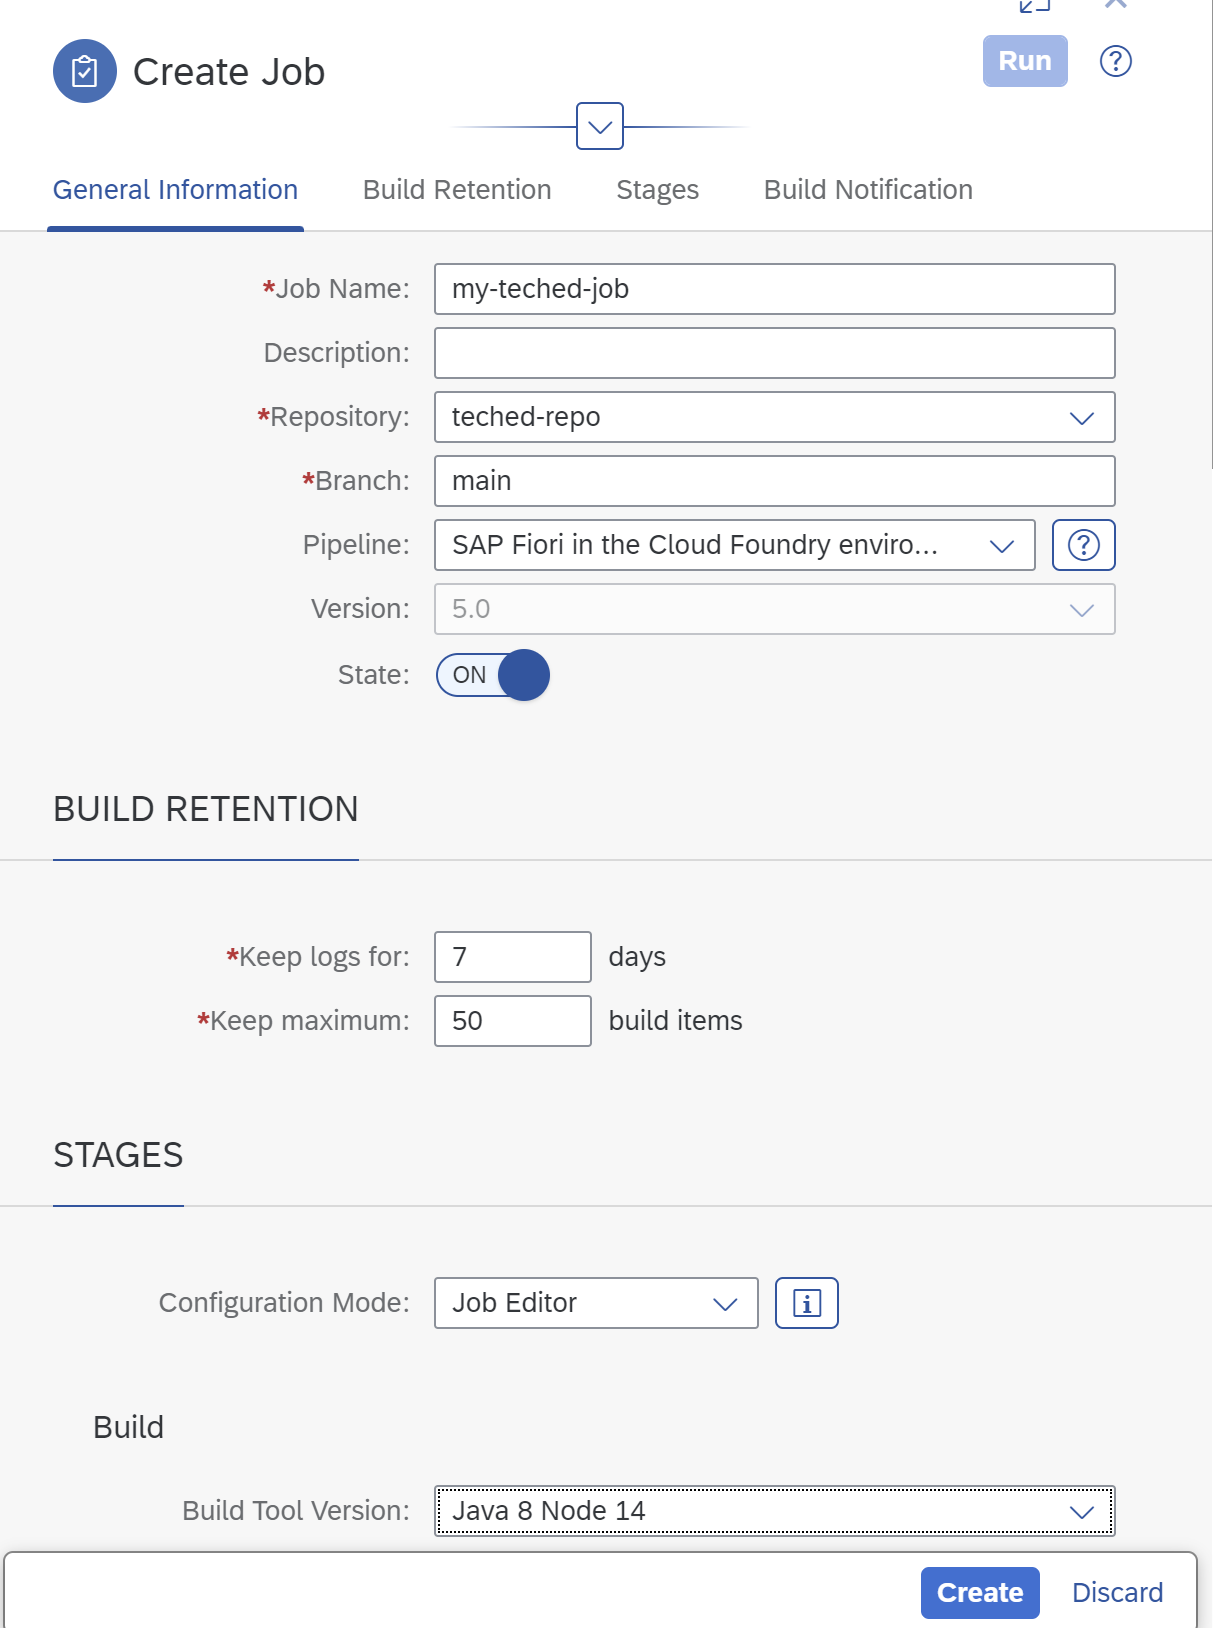 Create Job
Run
General Information Build Retention Stages Build Notification
*Job Name: my-teched-job
Description:
*Repository: teched-repo
*Branch: main
Pipeline: SAP Fiori in the Cloud Foundry enviro...
Version: 5.0
State: ON
BUILD RETENTION
*Keep logs for: 7 days
*Keep maximum: 50 build items
STAGES
Configuration Mode: Job Editor
Build
Build Tool Version: Java 8 Node 14
Create Discard